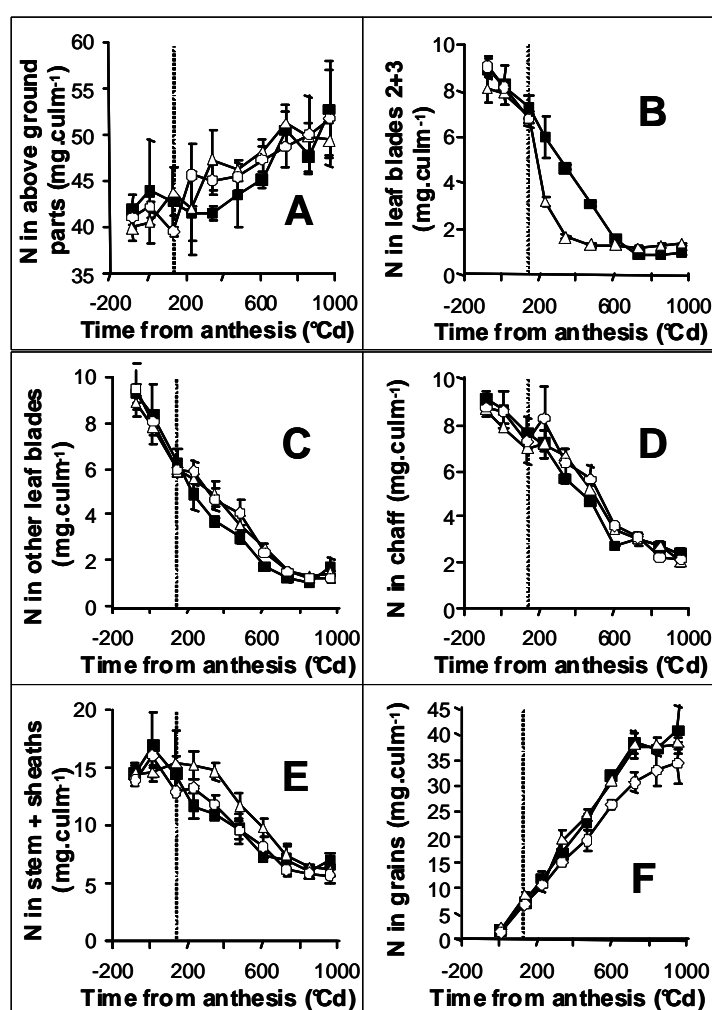 N in above ground
parts (mg.culm-1)
60
55
50
45
40
35
-200 200 600 1000
Time from anthesis (°Cd)
A
N in leaf blades 2+3
(mg.culm-1)
10
8
6
4
2
0
-200 200 600 1000
Time from anthesis (°Cd)
B
N in other leaf blades
(mg.culm-1)
10
8
6
4
2
0
-200 200 600 1000
Time from anthesis (°Cd)
C
N in chaff (mg.culm-1)
10
8
6
4
2
0
-200 200 600 1000
Time from anthesis (°Cd)
D
N in stem + sheaths
(mg.culm-1)
20
15
10
5
0
-200 200 600 1000
Time from anthesis (°Cd)
E
N in grains (mg.culm-1)
45
40
35
30
25
20
15
10
5
0
-200 200 600 1000
Time from anthesis (°Cd)
F